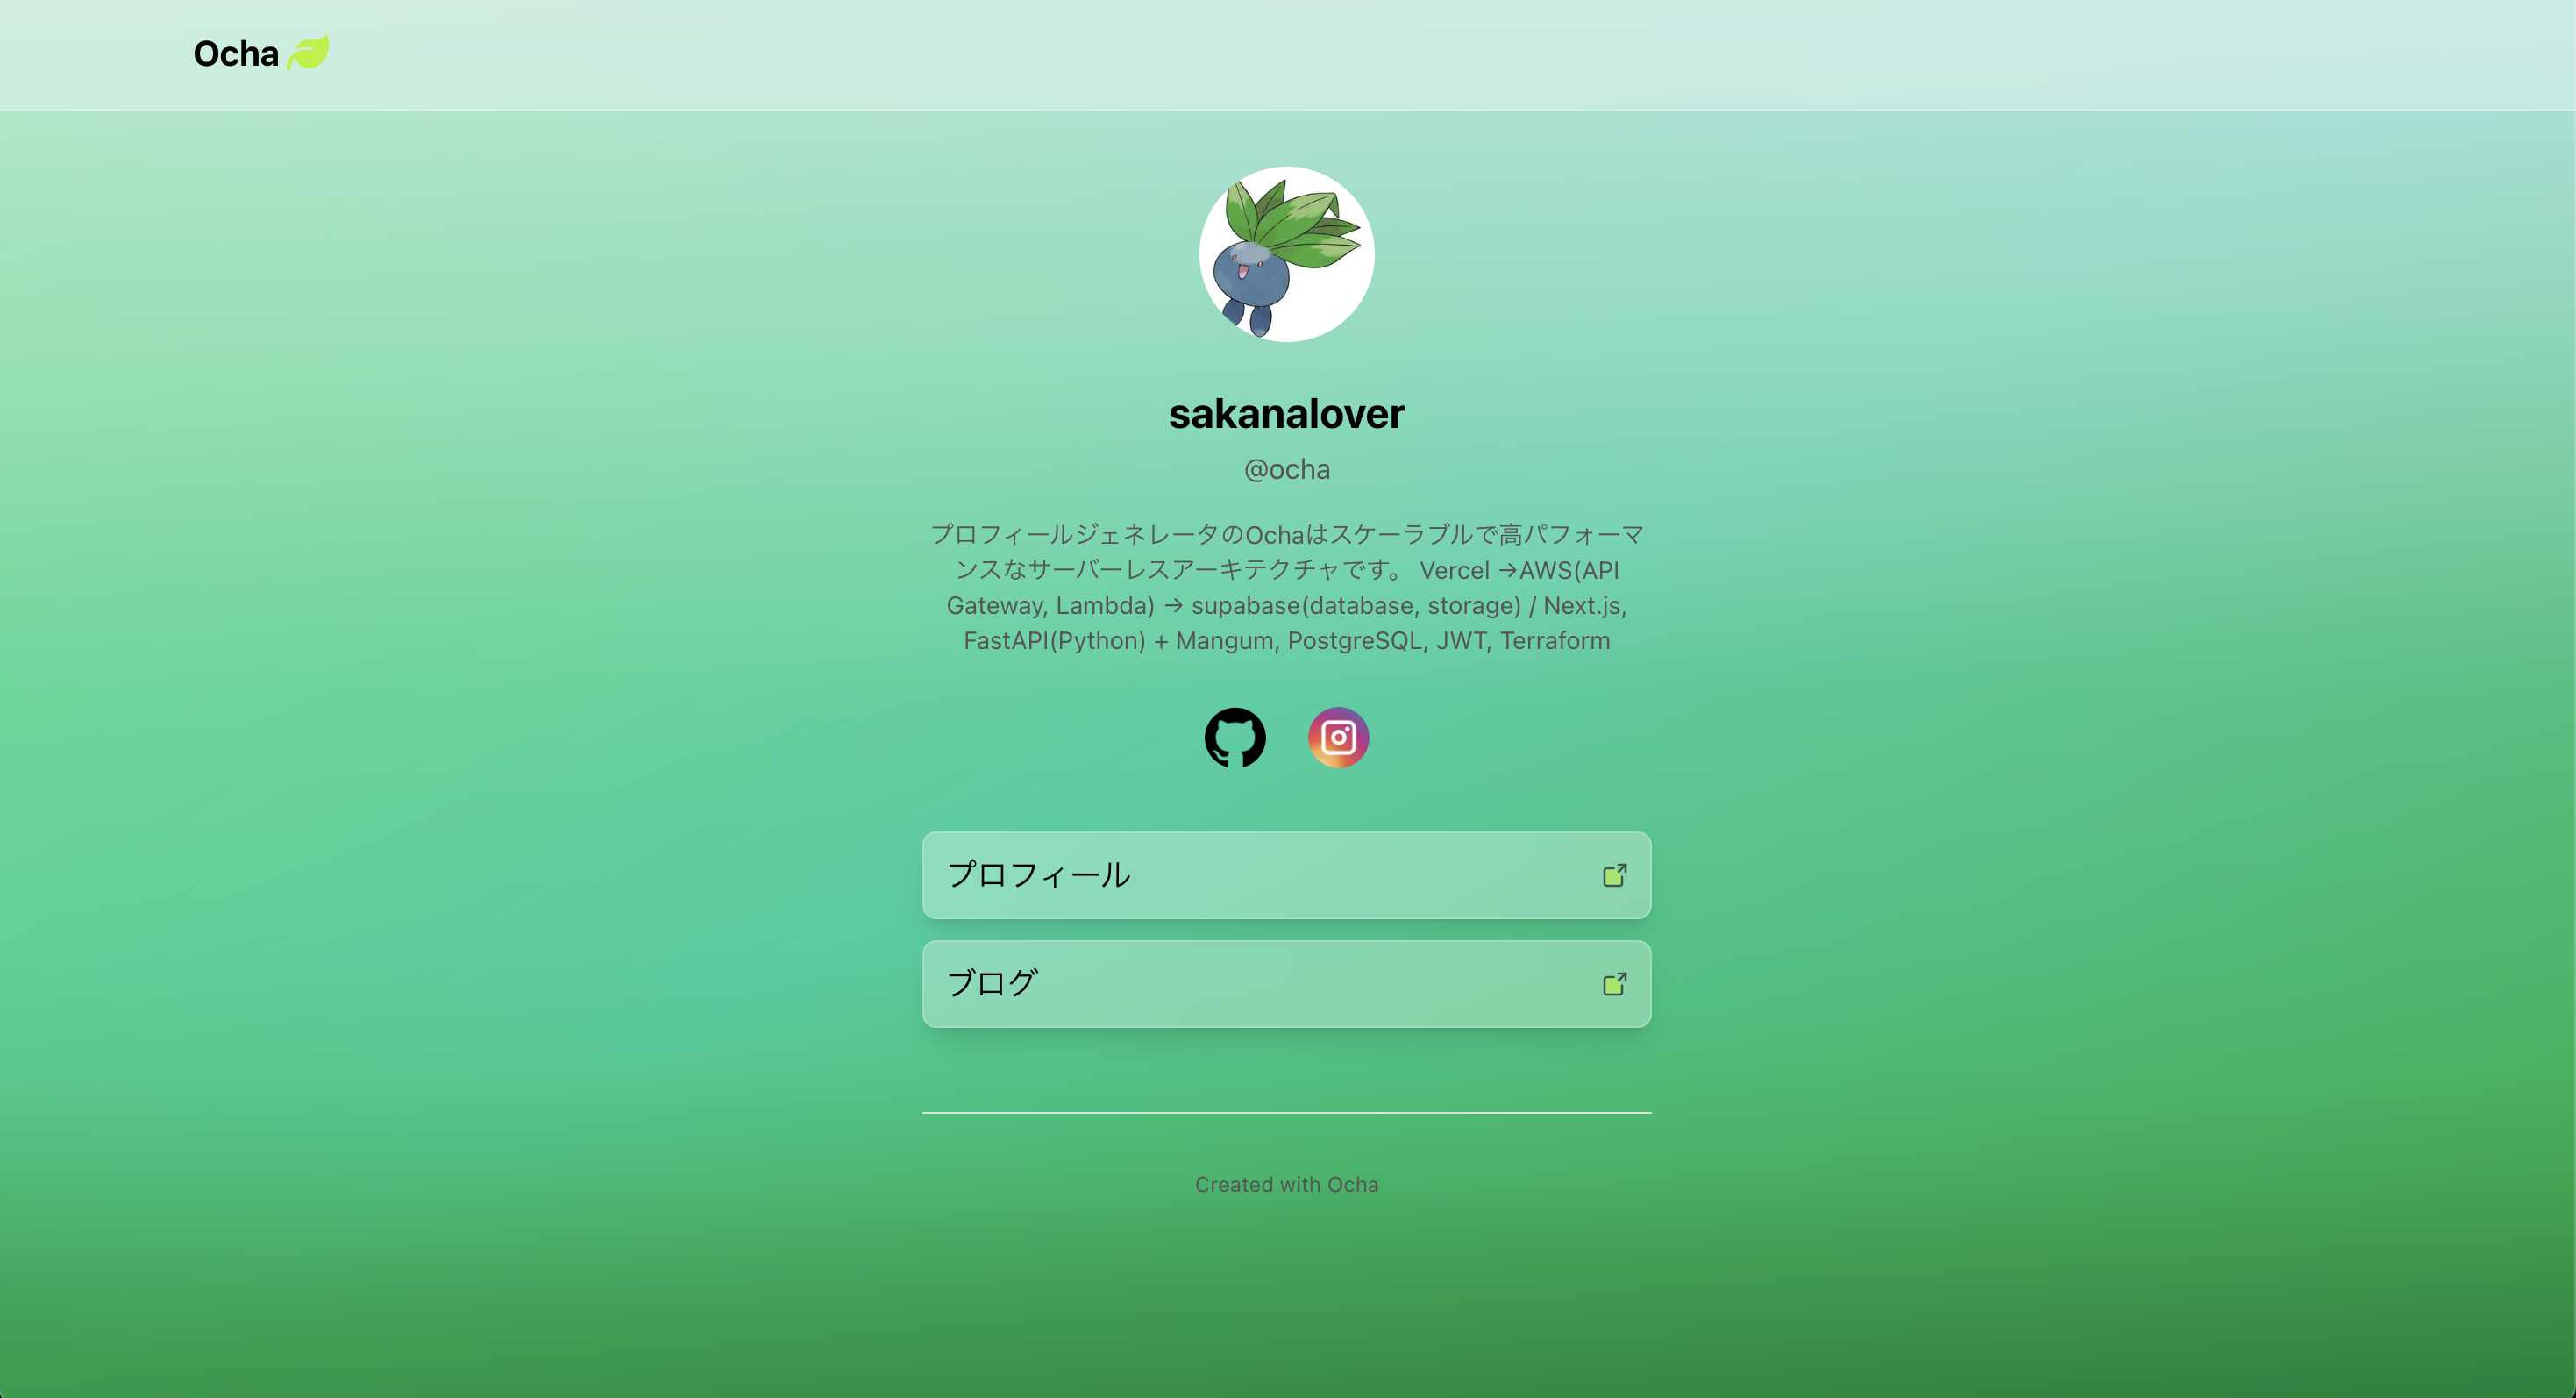 Ocha
sakanalover
@ocha
プロフィールジェネレータのOchaはスケーラブルで高パフォーマ
ンスなサーバーレスアーキテクチャです。 Vercel →AWS(API
Gateway, Lambda) → supabase(database, storage) / Next.js,
FastAPI(Python) + Mangum, PostgreSQL, JWT, Terraform
プロフィール
ブログ
Created with Ocha